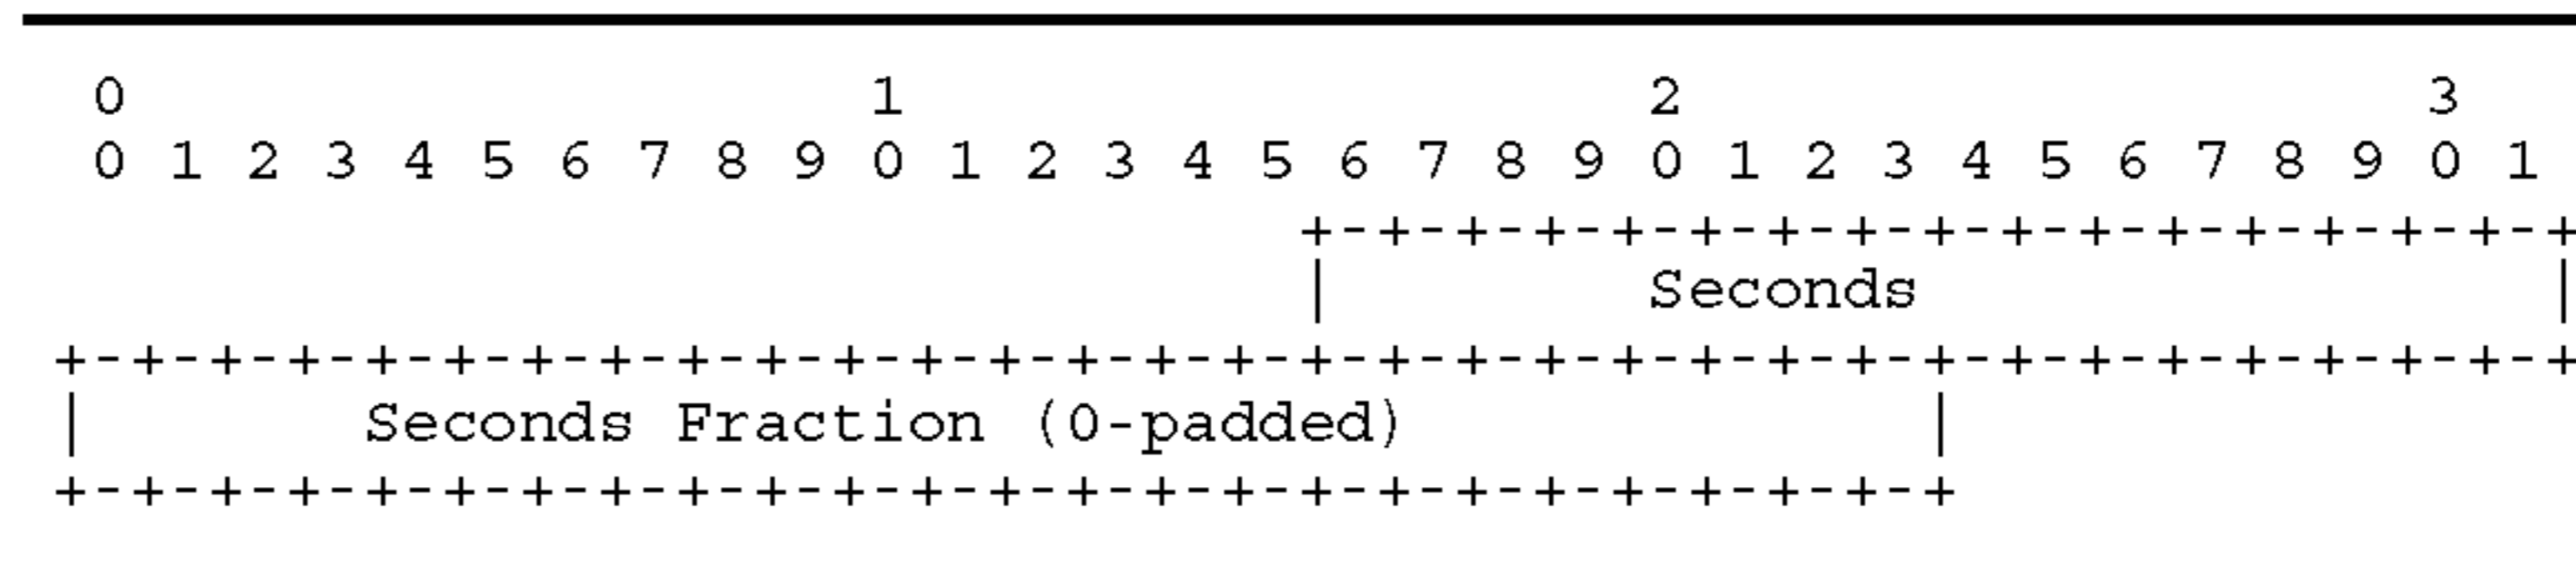 0                   1                   2                   3
 0 1 2 3 4 5 6 7 8 9 0 1 2 3 4 5 6 7 8 9 0 1 2 3 4 5 6 7 8 9 0 1
                                +-+-+-+-+-+-+-+-+-+-+-+-+-+-+-+-+
                                |        Seconds                |
+-+-+-+-+-+-+-+-+-+-+-+-+-+-+-+-+-+-+-+-+-+-+-+-+-+-+-+-+-+-+-+-+
|       Seconds Fraction (0-padded)             |
+-+-+-+-+-+-+-+-+-+-+-+-+-+-+-+-+-+-+-+-+-+-+-+-+